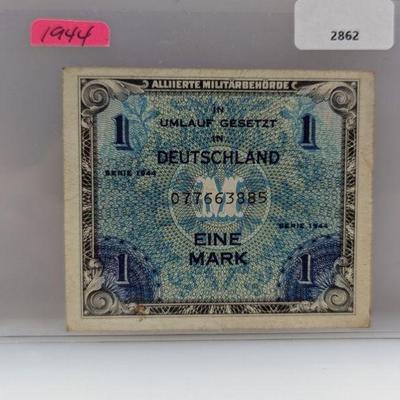 1944
2862
ALLIIERTE MILITÄRBEHÖRDE
IN
UMLAUF GESETZT
IN
DEUTSCHLAND
1
1
SERIE 1944
M
077663885
SERIE 1944
EINE
MARK
1
1